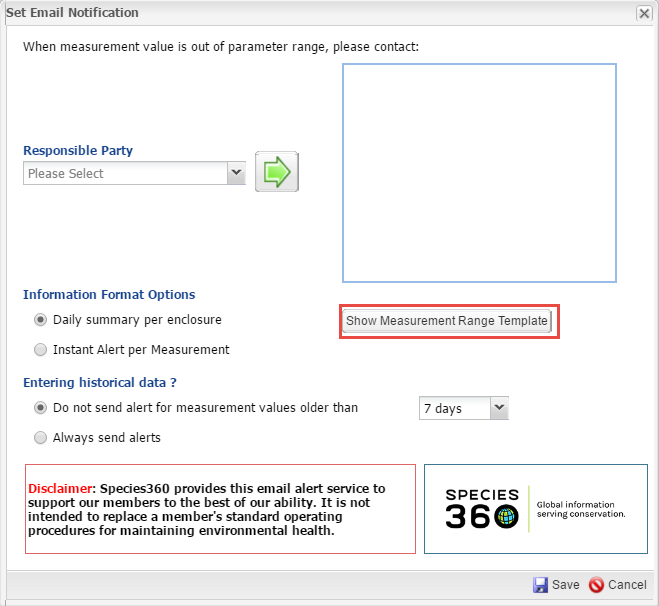 Set Email Notification
When measurement value is out of parameter range, please contact:
Responsible Party
Please Select
Information Format Options
Daily summary per enclosure
Show Measurement Range Template
Instant Alert per Measurement
Entering historical data ?
Do not send alert for measurement values older than
7 days
Always send alerts
Disclaimer: Species360 provides this email alert service to
support our members to the best of our ability. It is not
intended to replace a member's standard operating
procedures for maintaining environmental health.
SPECIES
360
Global information
serving conservation.
Save
Cancel